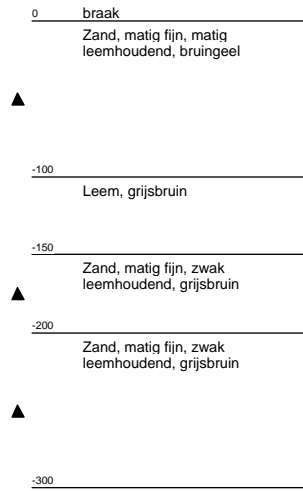 0 braak
Zand, matig fijn, matig
leemhoudend, bruingeel
-100
Leem, grijsbruin
-150
Zand, matig fijn, zwak
leemhoudend, grijsbruin
-200
Zand, matig fijn, zwak
leemhoudend, grijsbruin
-300